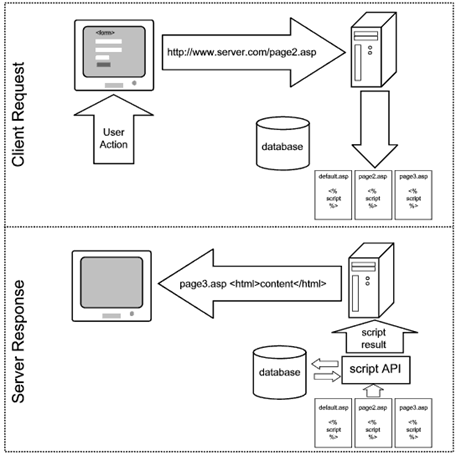 Client Request
<form>
http://www.server.com/page2.asp
User
Action
database
default.asp
<%
script
%>
page2.asp
<%
script
%>
page3.asp
<%
script
%>
Server Response
page3.asp <html>content</html>
script
result
database
script API
default.asp
<%
script
%>
page2.asp
<%
script
%>
page3.asp
<%
script
%>